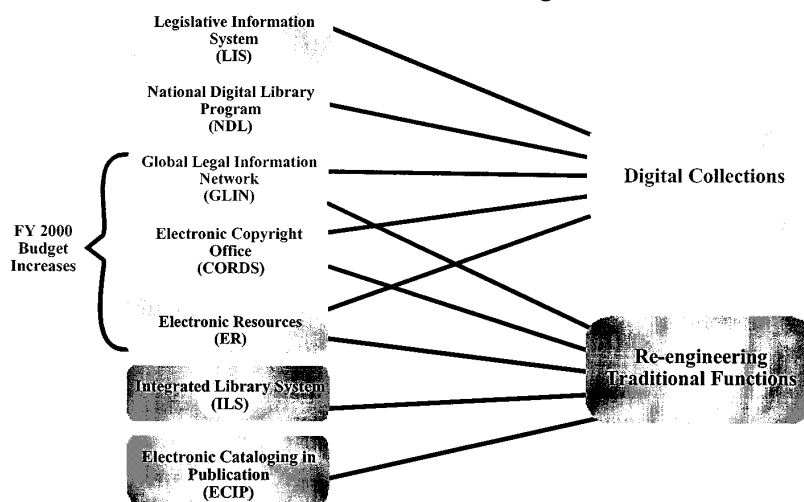 Legislative Information
System
(LIS)
National Digital Library
Program
(NDL)
Global Legal Information
Network
(GLIN)
FY 2000
Budget
Increases
Electronic Copyright
Office
(CORDS)
Electronic Resources
(ER)
Integrated Library System
(ILS)
Electronic Cataloging in
Publication
(ECIP)
Digital Collections
Re-engineering
Traditional Functions